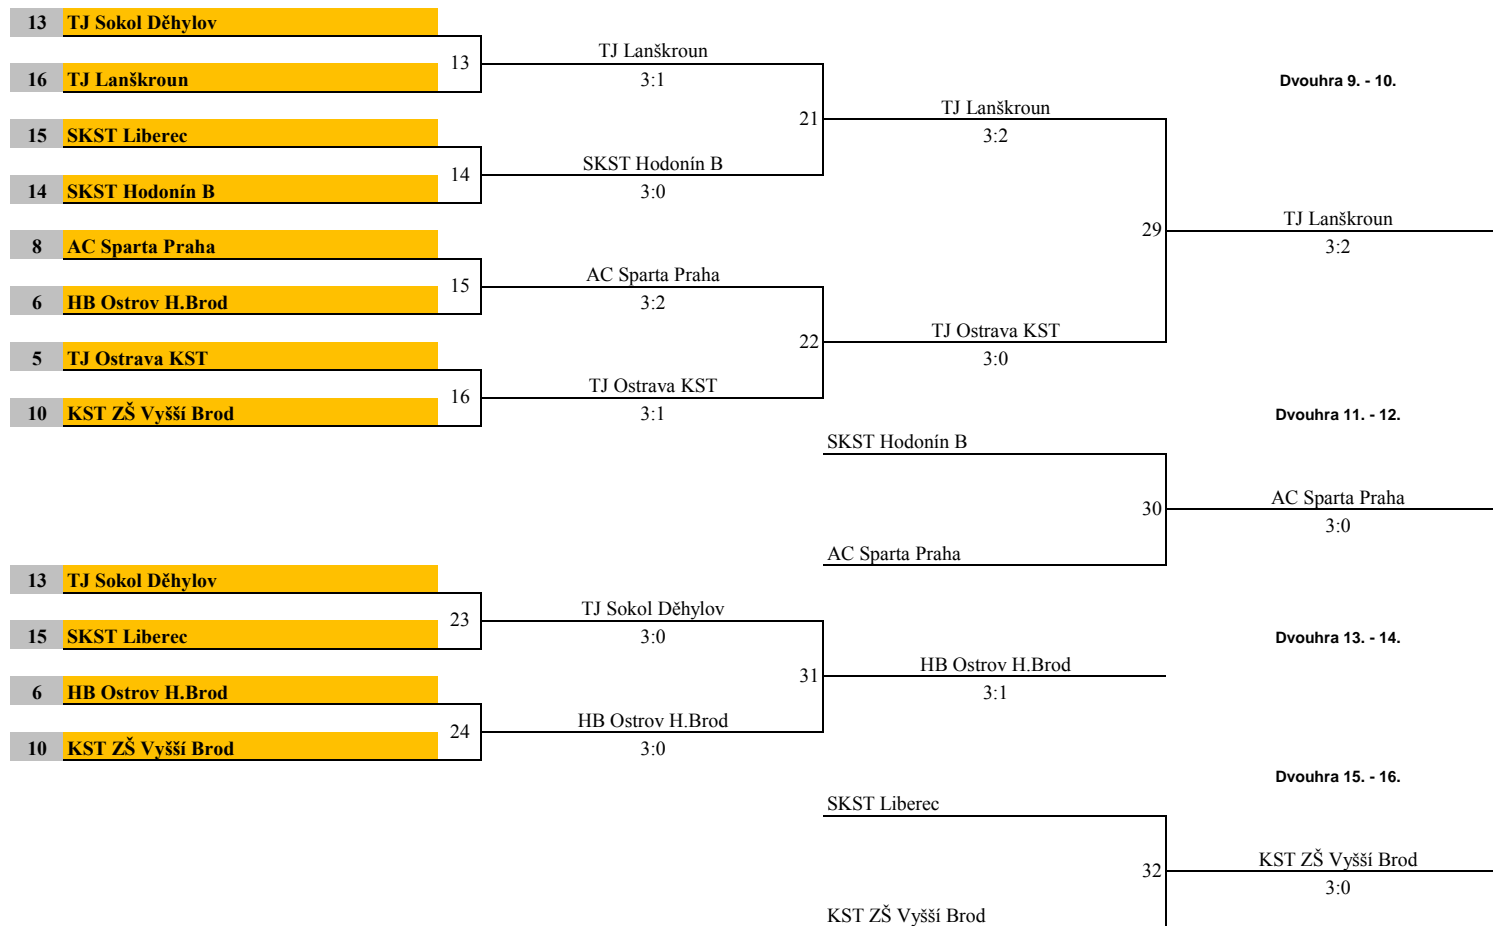 13 TJ Sokol Děhylov
13 TJ Lanškroun
3:1
16 TJ Lanškroun
Dvouhra 9. - 10.
21 TJ Lanškroun
3:2
15 SKST Liberec
14 SKST Hodonín B
3:0
14 SKST Hodonín B
29 TJ Lanškroun
3:2
8 AC Sparta Praha
15 AC Sparta Praha
3:2
6 HB Ostrov H.Brod
22 TJ Ostrava KST
3:0
5 TJ Ostrava KST
16 TJ Ostrava KST
3:1
10 KST ZŠ Vyšší Brod
Dvouhra 11. - 12.
SKST Hodonín B
30 AC Sparta Praha
3:0
AC Sparta Praha
13 TJ Sokol Děhylov
23 TJ Sokol Děhylov
3:0
15 SKST Liberec
Dvouhra 13. - 14.
31 HB Ostrov H.Brod
3:1
6 HB Ostrov H.Brod
24 HB Ostrov H.Brod
3:0
10 KST ZŠ Vyšší Brod
Dvouhra 15. - 16.
SKST Liberec
32 KST ZŠ Vyšší Brod
3:0
KST ZŠ Vyšší Brod